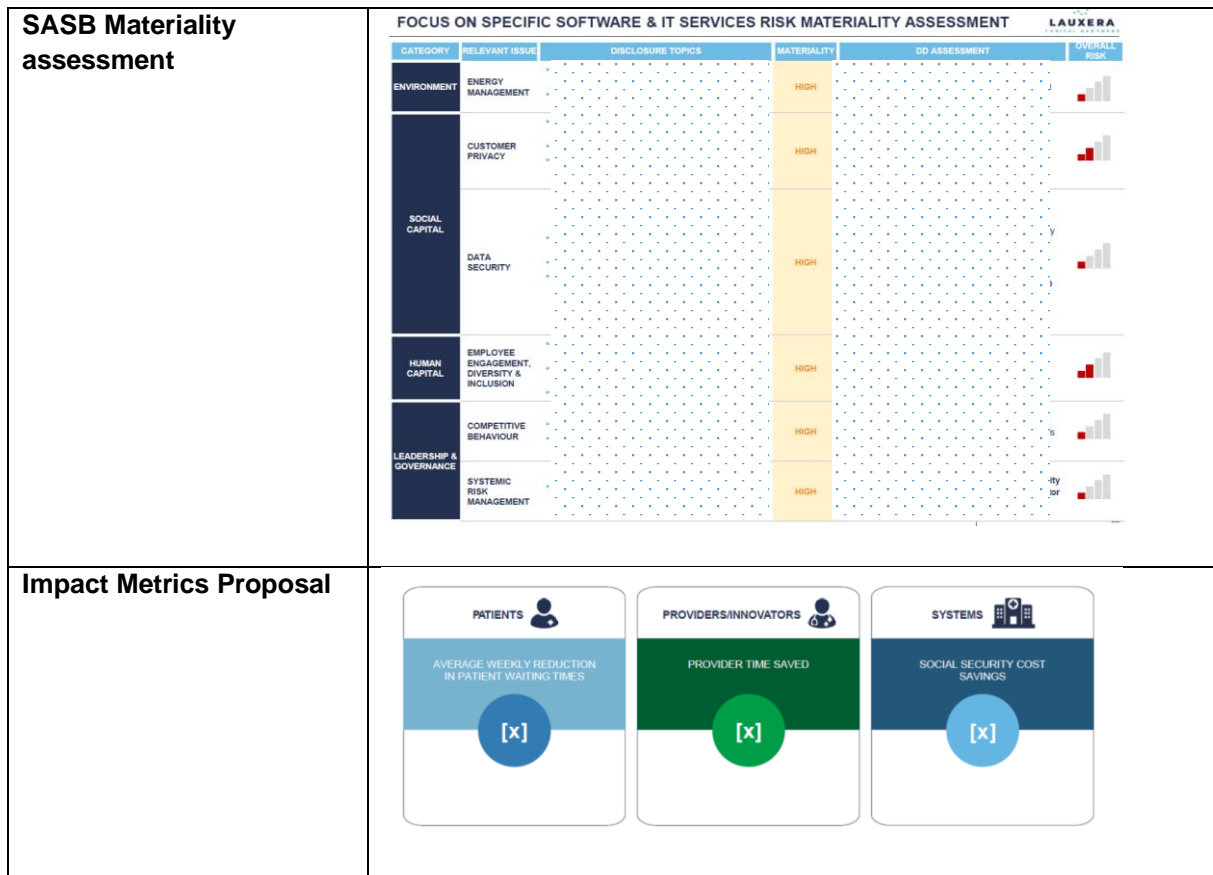 SASB Materiality
assessment
FOCUS ON SPECIFIC SOFTWARE & IT SERVICES RISK MATERIALITY ASSESSMENT
LAUXERA
CAPITAL PARTNERS
CATEGORY RELEVANT ISSUE DISCLOSURE TOPICS MATERIALITY DD ASSESSMENT OVERALL
RISK
ENVIRONMENT
ENERGY
MANAGEMENT
HIGH
SOCIAL
CAPITAL
CUSTOMER
PRIVACY
HIGH
DATA
SECURITY
HIGH
HUMAN
CAPITAL
EMPLOYEE
ENGAGEMENT,
DIVERSITY &
INCLUSION
HIGH
LEADERSHIP &
GOVERNANCE
COMPETITIVE
BEHAVIOUR
HIGH
SYSTEMIC
RISK
MANAGEMENT
HIGH
Impact Metrics Proposal
PATIENTS
AVERAGE WEEKLY REDUCTION
IN PATIENT WAITING TIMES
[x]
PROVIDERS/INNOVATORS
PROVIDER TIME SAVED
[x]
SYSTEMS
SOCIAL SECURITY COST
SAVINGS
[x]